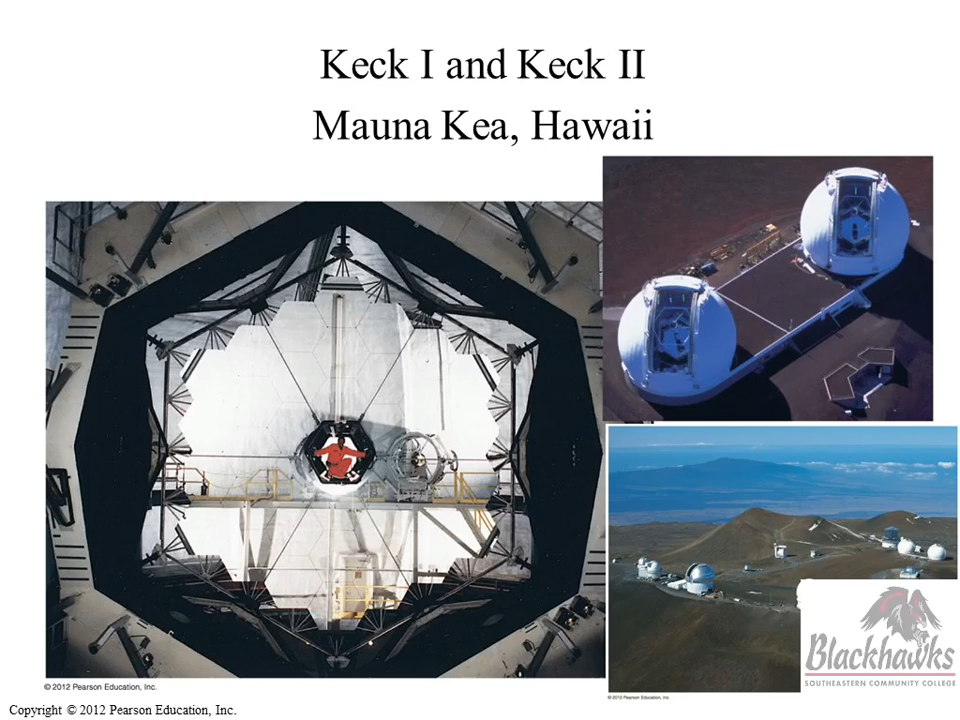 Keck I and Keck II
Mauna Kea, Hawaii
© 2012 Pearson Education, Inc.
© 2012 Pearson Education, Inc.
Blackhawks
SOUTHEASTERN COMMUNITY COLLEGE
Copyright © 2012 Pearson Education, Inc.